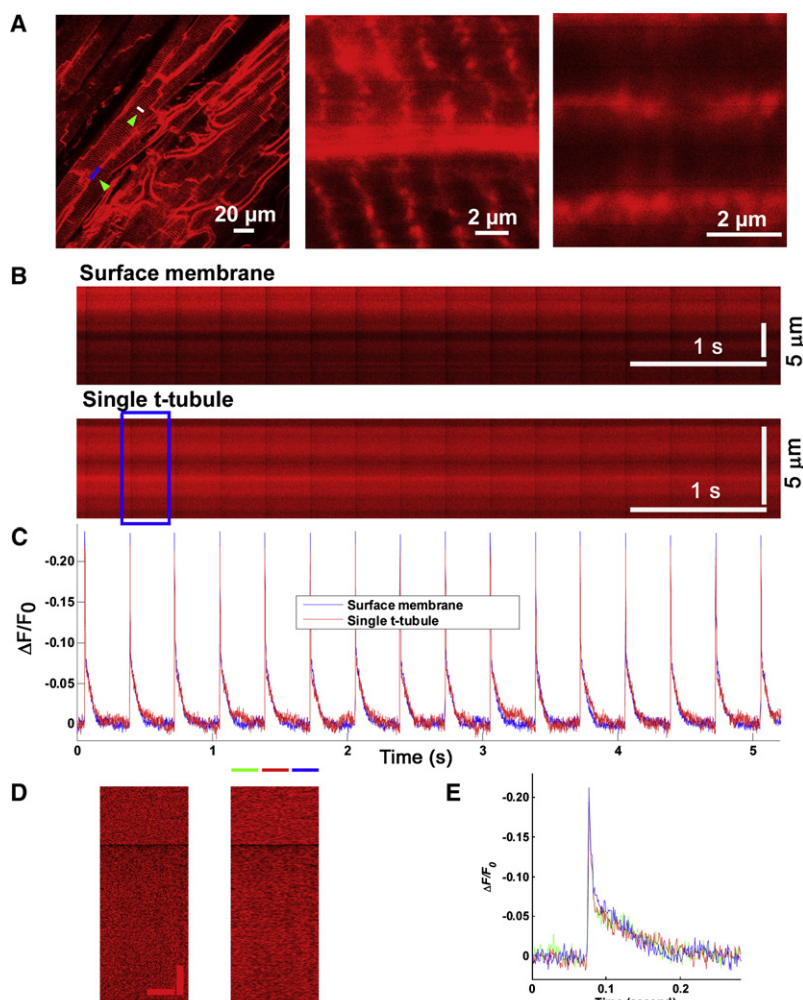 A
20 µm
2 µm
2 µm
B
Surface membrane
1 s
5 µm
Single t-tubule
1 s
5 µm
C
-0.20
-0.15
-0.10
-0.05
0
ΔF/F0
Surface membrane
Single t-tubule
0 1 2 3 4 5
Time (s)
D
E
-0.20
-0.15
-0.10
-0.05
0
ΔF/F0
0 0.1 0.2